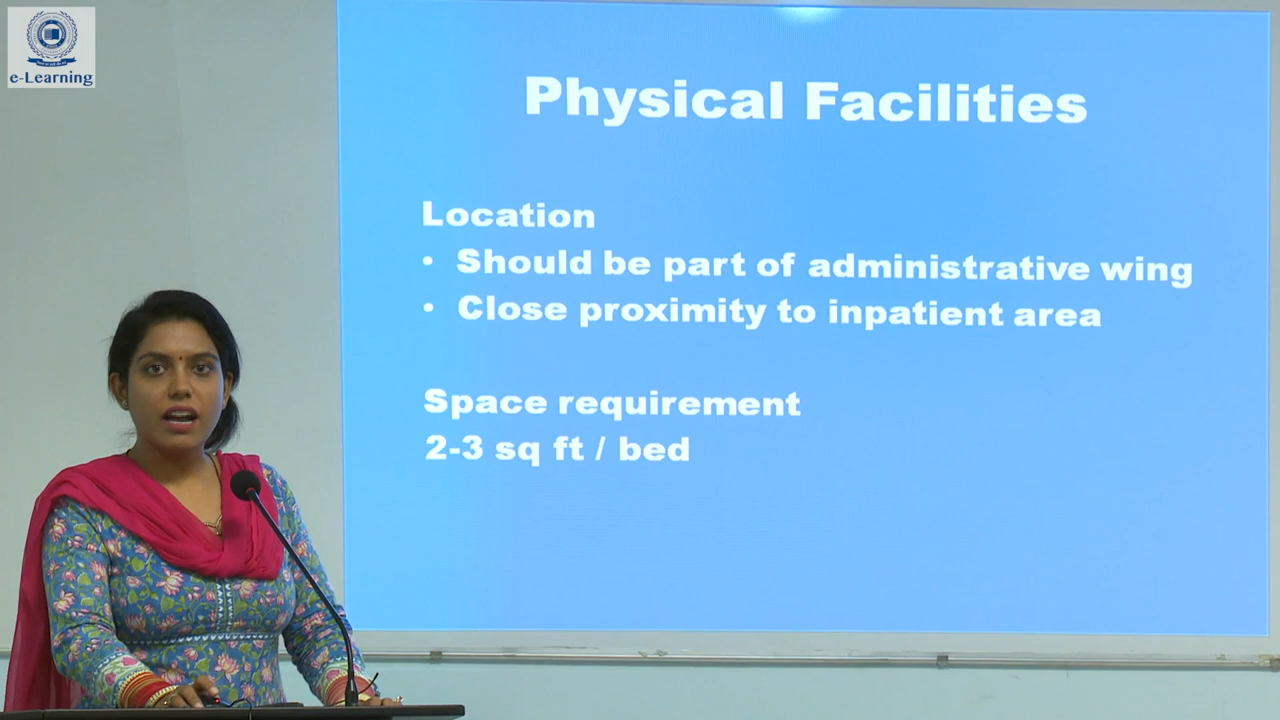 e-Learning
Physical Facilities
Location
• Should be part of administrative wing
• Close proximity to inpatient area
Space requirement
2-3 sq ft / bed